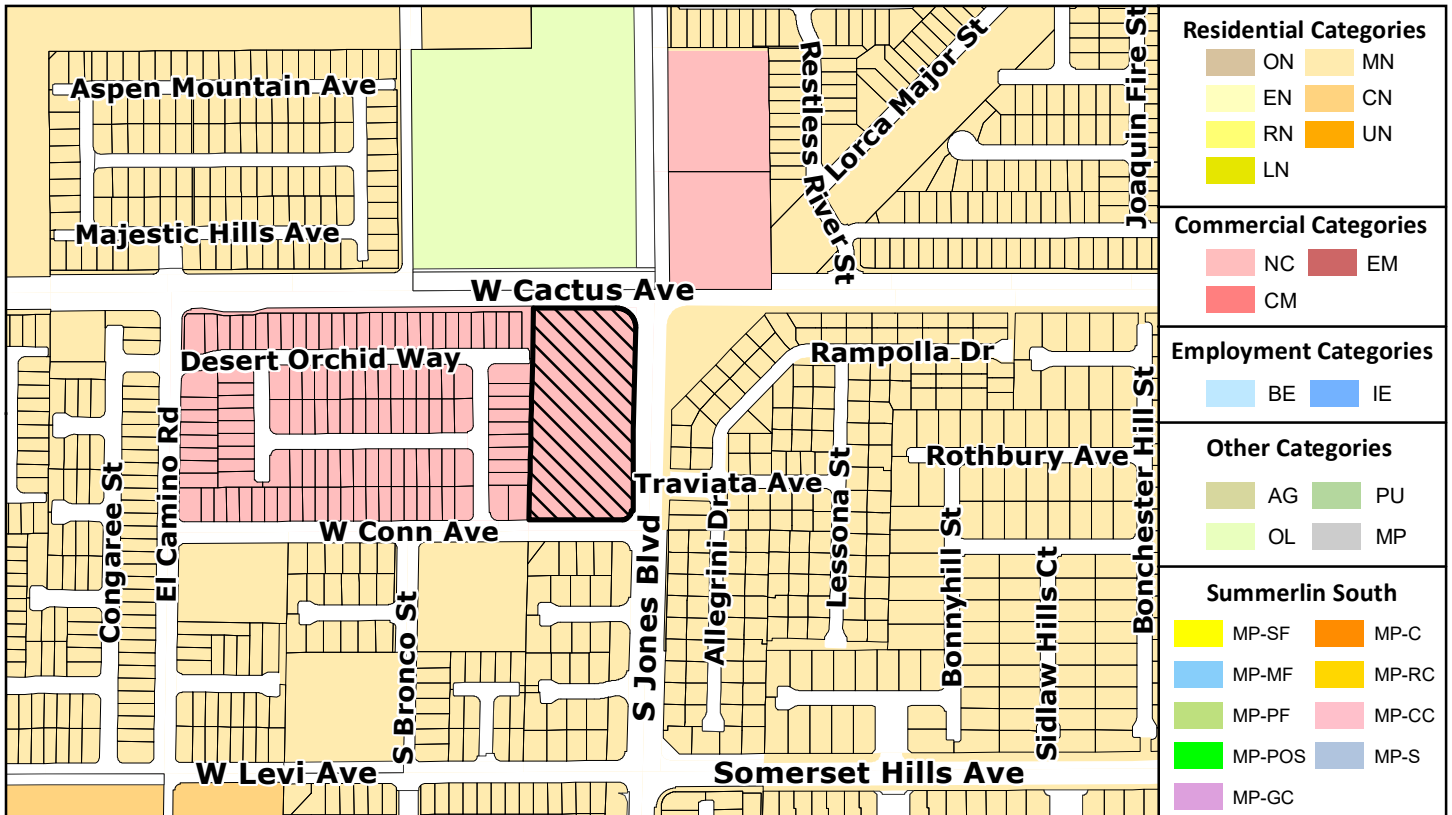 Aspen Mountain Ave
Majestic Hills Ave
Restless River St
Lorca Major St
Joaquin Fire St
W Cactus Ave
Desert Orchid Way
Rampolla Dr
Congaree St
El Camino Rd
W Conn Ave
S Bronco St
S Jones Blvd
Traviata Ave
Allegrini Dr
Lessona St
Rothbury Ave
Bonnyhill St
Sidlaw Hills Ct
Bonchester Hill St
W Levi Ave
Somerset Hills Ave
Residential Categories
ON MN
EN CN
RN UN
LN
Commercial Categories
NC EM
CM
Employment Categories
BE IE
Other Categories
AG PU
OL MP
Summerlin South
MP-SF MP-C
MP-MF MP-RC
MP-PF MP-CC
MP-POS MP-S
MP-GC